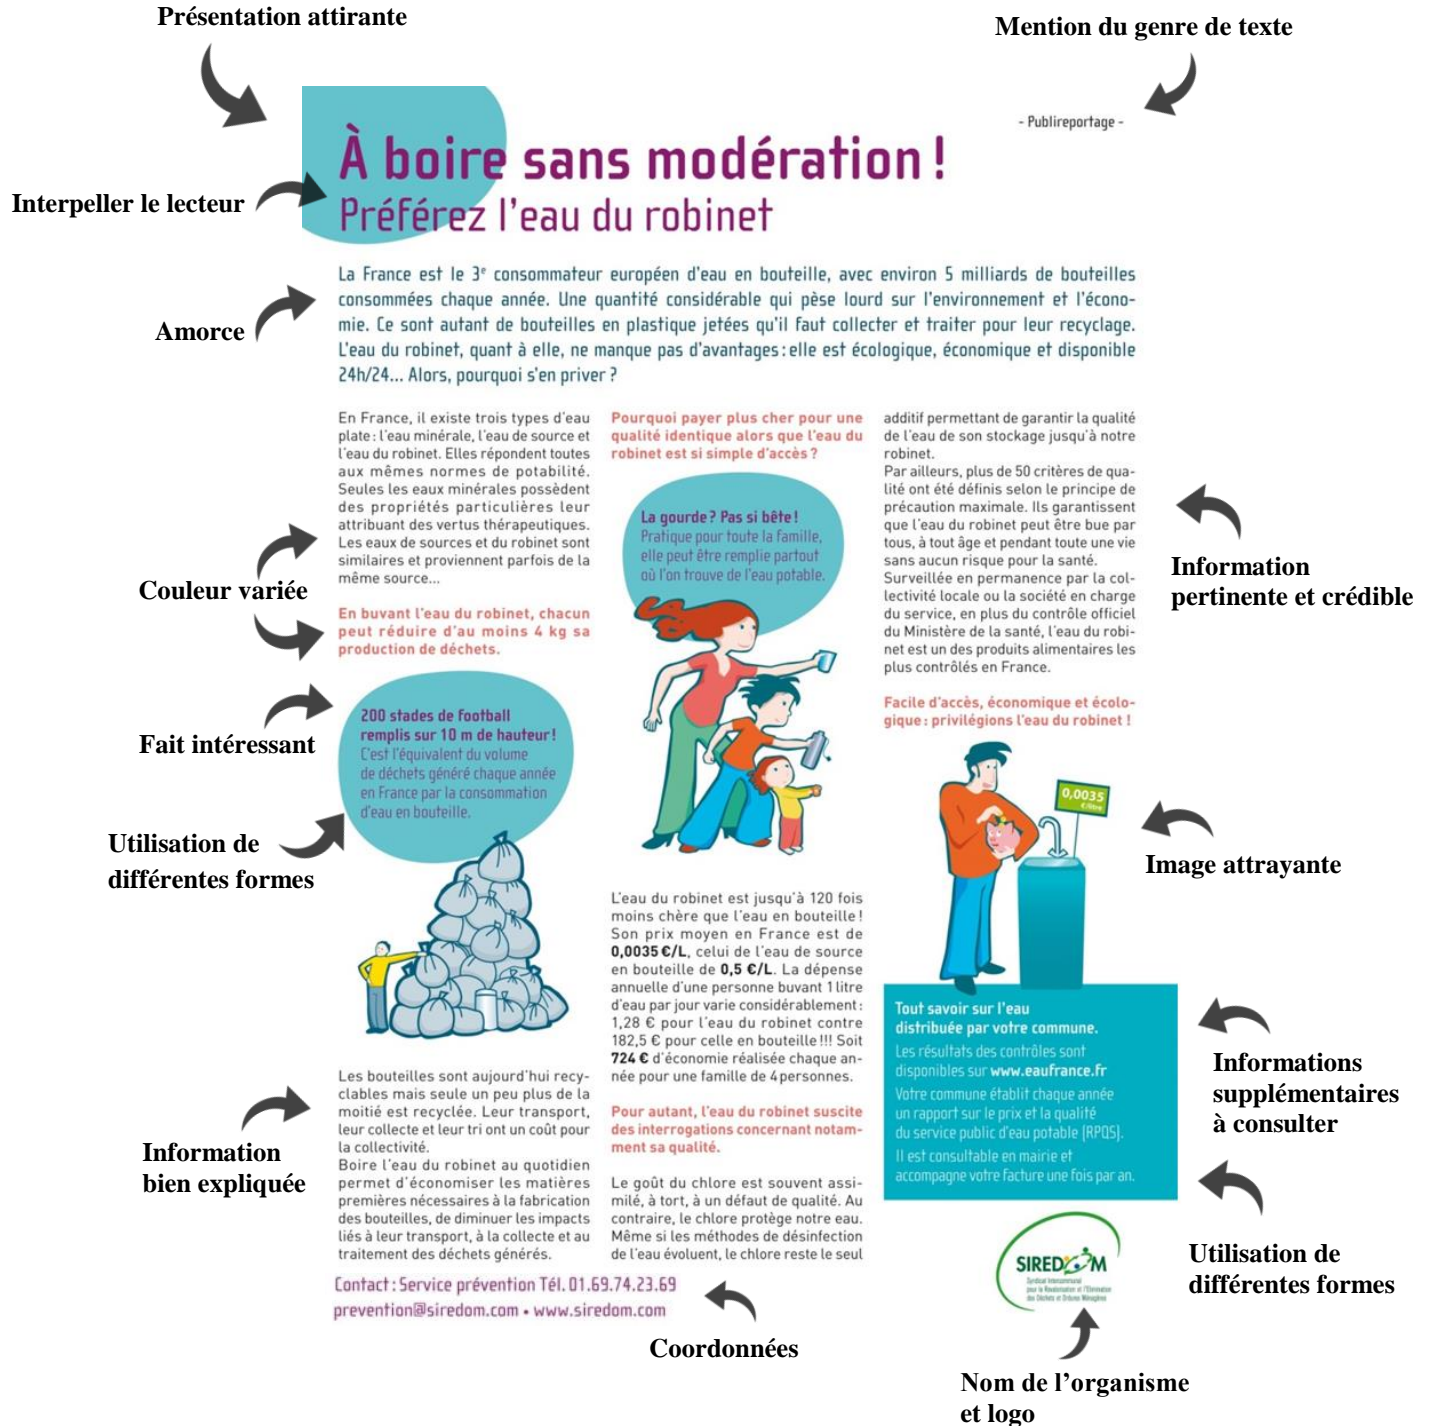 Présentation attirante
Mention du genre de texte
- Publireportage -
À boire sans modération !
Interpeller le lecteur
Préférez l'eau du robinet
Amorce
La France est le 3e consommateur européen d'eau en bouteille, avec environ 5 milliards de bouteilles
consommées chaque année. Une quantité considérable qui pèse lourd sur l'environnement et l'écono-
mie. Ce sont autant de bouteilles en plastique jetées qu'il faut collecter et traiter pour leur recyclage.
L'eau du robinet, quant à elle, ne manque pas d'avantages : elle est écologique, économique et disponible
24h/24... Alors, pourquoi s'en priver ?
En France, il existe trois types d'eau
plate : l'eau minérale, l'eau de source et
l'eau du robinet. Elles répondent toutes
aux mêmes normes de potabilité.
Seules les eaux minérales possèdent
des propriétés particulières leur
attribuant des vertus thérapeutiques.
Les eaux de sources et du robinet sont
similaires et proviennent parfois de la
même source...
Couleur variée
En buvant l'eau du robinet, chacun
peut réduire d'au moins 4 kg sa
production de déchets.
Fait intéressant
200 stades de football
remplis sur 10 m de hauteur !
C'est l'équivalent du volume
de déchets généré chaque année
en France par la consommation
d'eau en bouteille.
Utilisation de
différentes formes
Les bouteilles sont aujourd'hui recy-
clables mais seule un peu plus de la
moitié est recyclée. Leur transport,
leur collecte et leur tri ont un coût pour
la collectivité.
Boire l'eau du robinet au quotidien
permet d'économiser les matières
premières nécessaires à la fabrication
des bouteilles, de diminuer les impacts
liés à leur transport, à la collecte et au
traitement des déchets générés.
Information
bien expliquée
Pourquoi payer plus cher pour une
qualité identique alors que l'eau du
robinet est si simple d'accès ?
La gourde ? Pas si bête !
Pratique pour toute la famille,
elle peut être remplie partout
où l'on trouve de l'eau potable.
L'eau du robinet est jusqu'à 120 fois
moins chère que l'eau en bouteille !
Son prix moyen en France est de
0,0035 €/L, celui de l'eau de source
en bouteille de 0,5 €/L. La dépense
annuelle d'une personne buvant 1 litre
d'eau par jour varie considérablement :
1,28 € pour l'eau du robinet contre
182,5 € pour celle en bouteille !!! Soit
724 € d'économie réalisée chaque an-
née pour une famille de 4 personnes.
Pour autant, l'eau du robinet suscite
des interrogations concernant notam-
ment sa qualité.
Le goût du chlore est souvent assi-
milé, à tort, à un défaut de qualité. Au
contraire, le chlore protège notre eau.
Même si les méthodes de désinfection
de l'eau évoluent, le chlore reste le seul
additif permettant de garantir la qualité
de l'eau de son stockage jusqu'à notre
robinet.
Par ailleurs, plus de 50 critères de qua-
lité ont été définis selon le principe de
précaution maximale. Ils garantissent
que l'eau du robinet peut être bue par
tous, à tout âge et pendant toute une vie
sans aucun risque pour la santé.
Surveillée en permanence par la col-
lectivité locale ou la société en charge
du service, en plus du contrôle officiel
du Ministère de la santé, l'eau du robi-
net est un des produits alimentaires les
plus contrôlés en France.
Information
pertinente et crédible
Facile d'accès, économique et écolo-
gique : privilégions l'eau du robinet !
0,0035
€/litre
Image attrayante
Tout savoir sur l'eau
distribuée par votre commune.
Les résultats des contrôles sont
disponibles sur www.eaufrance.fr
Votre commune établit chaque année
un rapport sur le prix et la qualité
du service public d'eau potable (RPQS).
Il est consultable en mairie et
accompagne votre facture une fois par an.
Informations
supplémentaires
à consulter
Utilisation de
différentes formes
Contact : Service prévention Tél. 01.69.74.23.69
prevention@siredom.com • www.siredom.com
Coordonnées
SIREDOM
Syndicat Intercommunal
pour la Revalorisation et l'Elimination
des Déchets et Ordures Ménagères
Nom de l'organisme
et logo